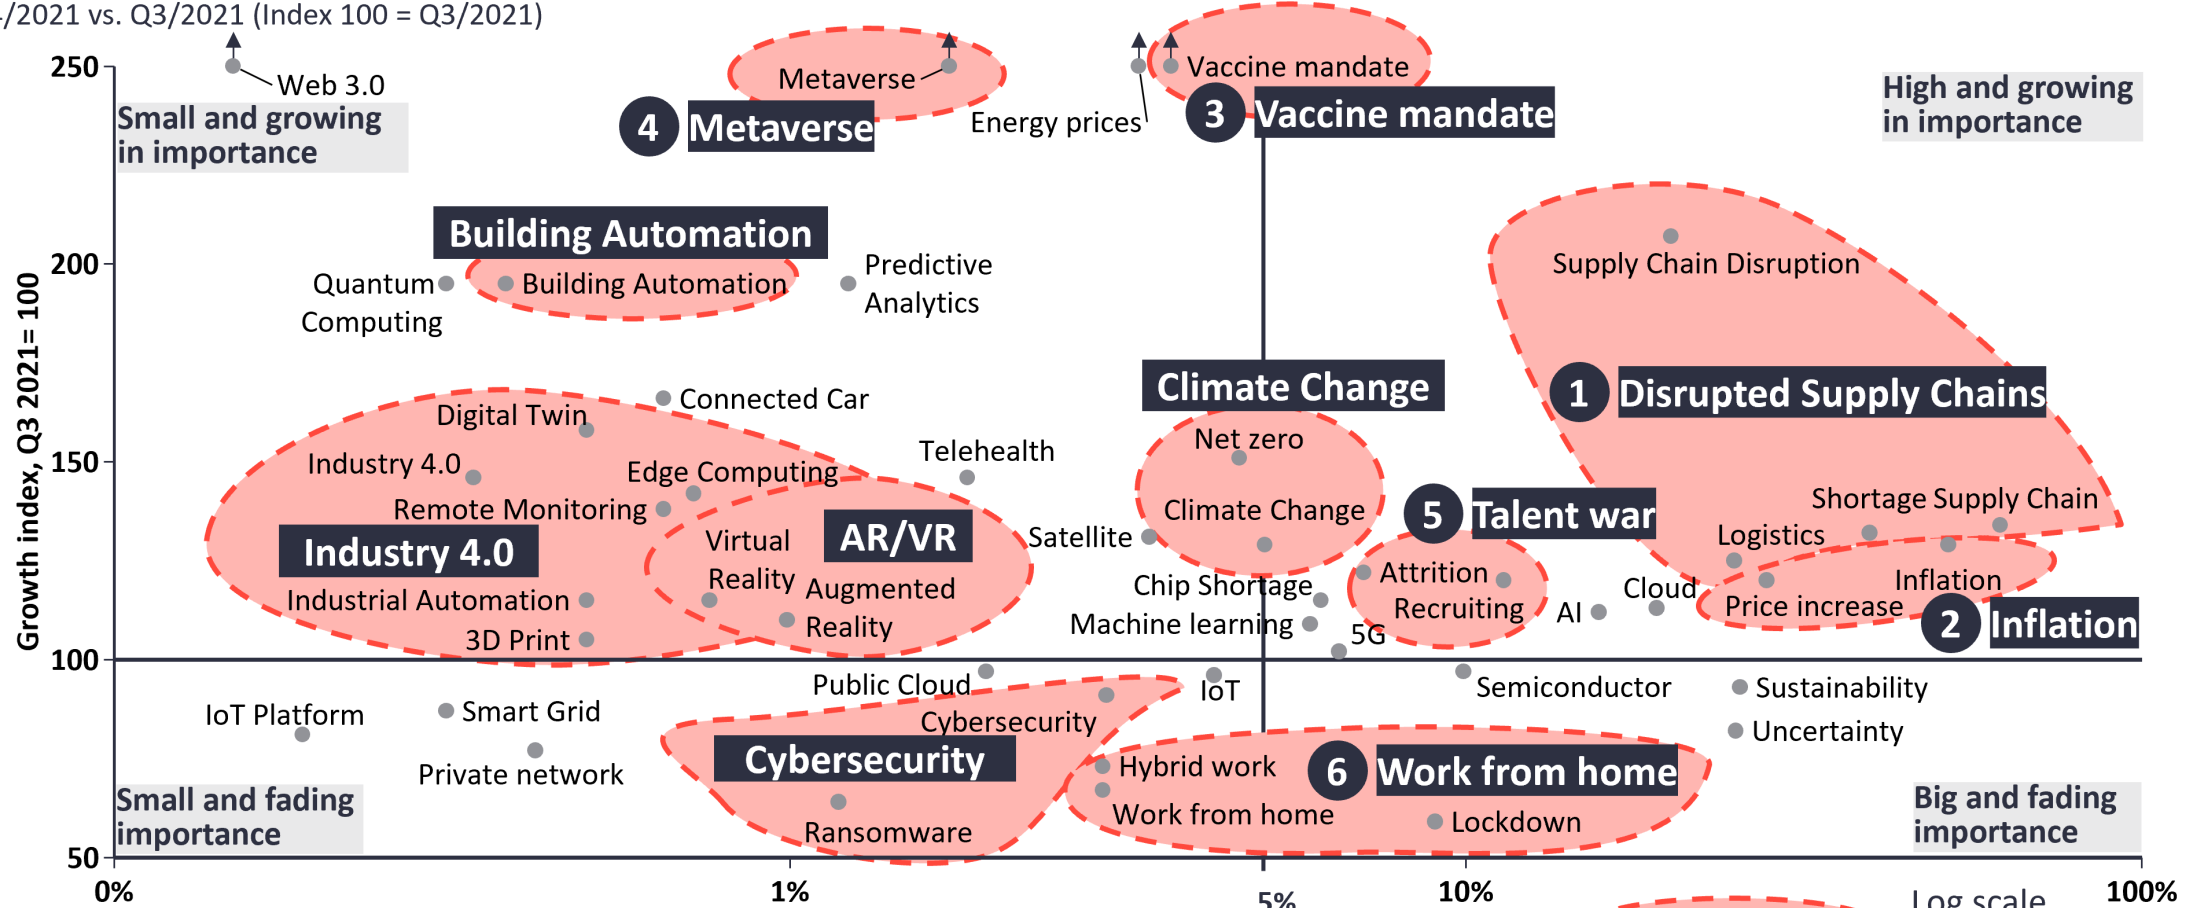 /2021 vs. Q3/2021 (Index 100 = Q3/2021)
250
Web 3.0
Metaverse
Vaccine mandate
Energy prices
High and growing
in importance
Small and growing
in importance
4 Metaverse
3 Vaccine mandate
Growth index, Q3 2021= 100
200
Building Automation
Quantum
Computing
Building Automation
Predictive
Analytics
Supply Chain Disruption
Climate Change
1 Disrupted Supply Chains
Connected Car
Digital Twin
Net zero
150
Industry 4.0
Edge Computing
Telehealth
Remote Monitoring
Climate Change
5 Talent war
Shortage Supply Chain
Industry 4.0
Virtual
Reality
AR/VR
Satellite
Logistics
Industrial Automation
Augmented
Reality
Chip Shortage
Attrition
Recruiting
Cloud
Inflation
3D Print
Machine learning
AI
Price increase
2 Inflation
5G
100
Public Cloud
IoT
Semiconductor
Sustainability
IoT Platform
Smart Grid
Cybersecurity
Uncertainty
Private network
Cybersecurity
Hybrid work
6 Work from home
Small and fading
importance
Ransomware
Work from home
Lockdown
Big and fading
importance
50
0%
1%
5%
10%
100%
Log scale